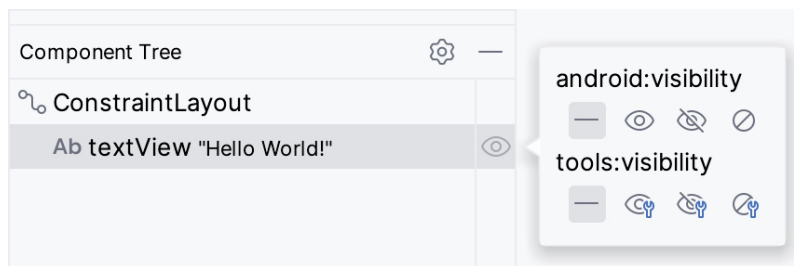 Component Tree
ConstraintLayout
Ab textView "Hello World!"
android:visibility
tools:visibility